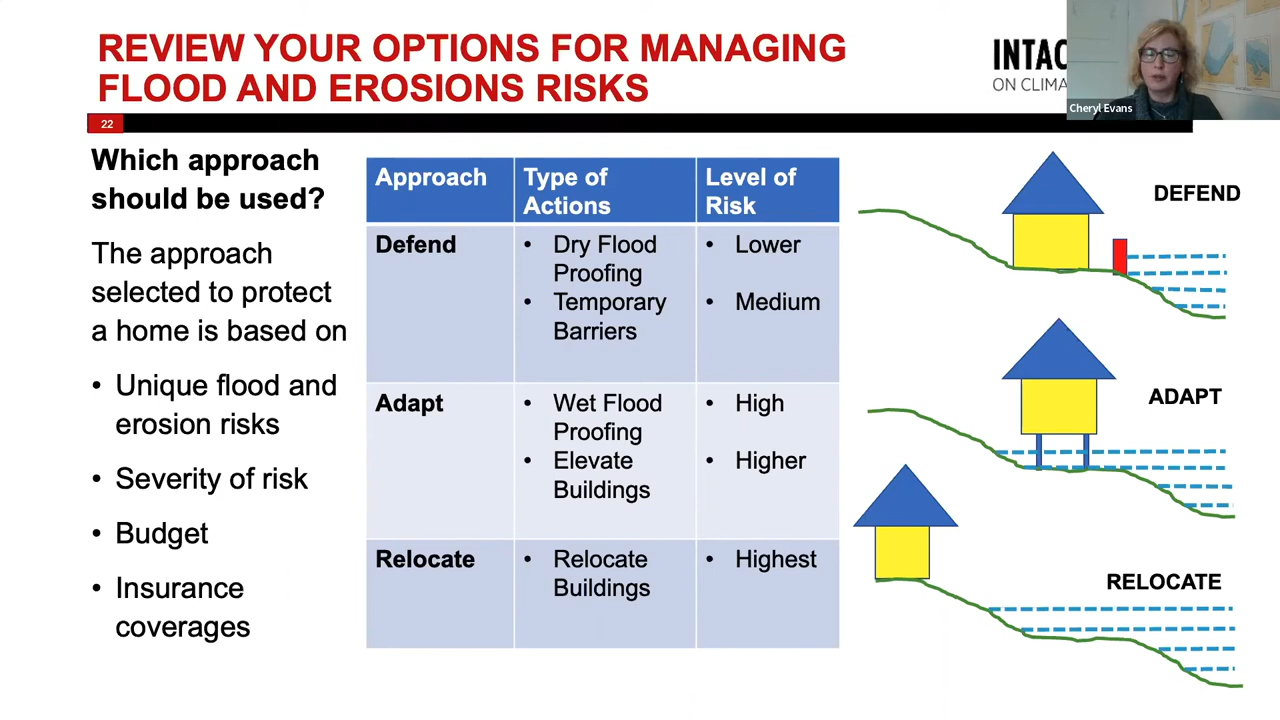 REVIEW YOUR OPTIONS FOR MANAGING
FLOOD AND EROSIONS RISKS
ON CLIMA
Cheryl Evans
22
Which approach
should be used?
The approach
selected to protect
a home is based on
• Unique flood and
erosion risks
• Severity of risk
• Budget
• Insurance
coverages
Approach
Type of
Actions
Level of
Risk
Defend
• Dry Flood
Proofing
• Temporary
Barriers
• Lower
• Medium
Adapt
• Wet Flood
Proofing
• Elevate
Buildings
• High
• Higher
Relocate
• Relocate
Buildings
• Highest
DEFEND
ADAPT
RELOCATE